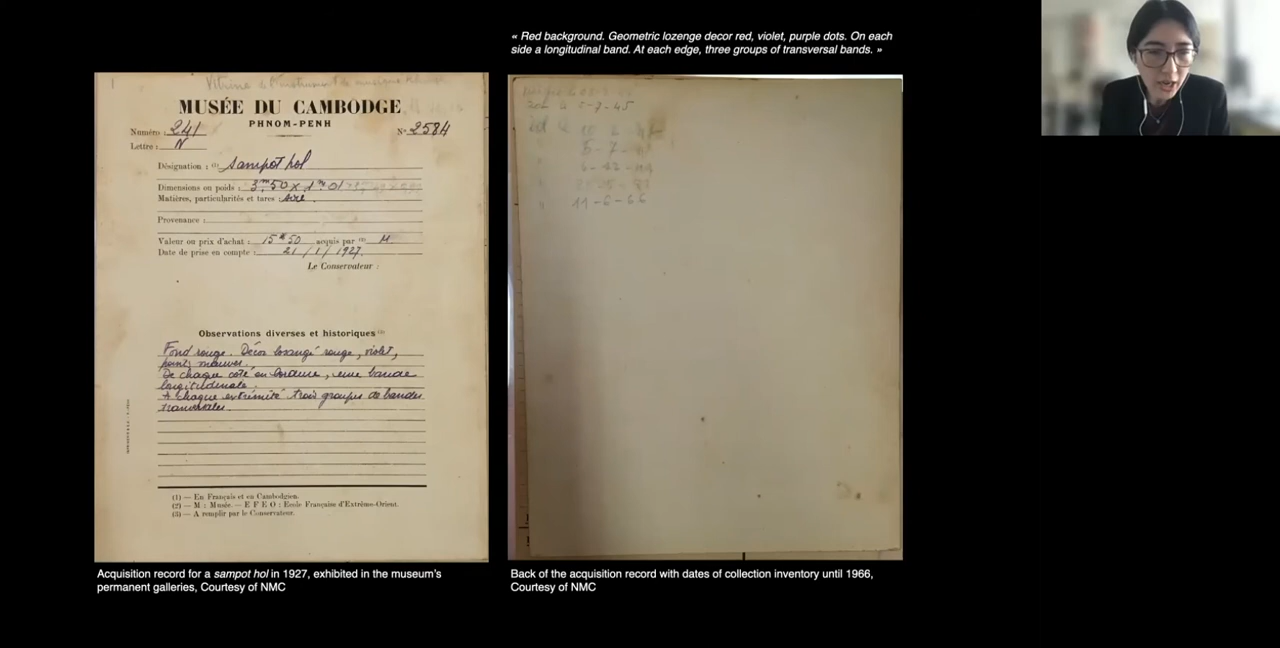 « Red background. Geometric lozenge decor red, violet, purple dots. On each
side a longitudinal band. At each edge, three groups of transversal bands. »
Vitrine
MUSÉE DU CAMBODGE
PHNOM-PENH
Numéro : 241
N° 2584
Lettre : N
Désignation : (1) Sampot hol
Dimensions ou poids : 3m50 x 1m01
Matières, particularités et tares : soie.
Provenance :
Valeur ou prix d'achat : 15 50 acquis par (2) M.
Date de prise en compte : 21 / 1 / 1927.
Le Conservateur :
Observations diverses et historiques (3)
Fond rouge. Décor losangé rouge, violet,
points mauves.
De chaque côté en bordure, une bande
longitudinale.
A chaque extrémité trois groupes de bandes
transversales.
(1) — En Français et en Cambodgien.
(2) — M : Musée. — E F E O : Ecole Française d'Extrême-Orient.
(3) — A remplir par le Conservateur.
5-7-45
5-7-
11-6-66
Acquisition record for a sampot hol in 1927, exhibited in the museum's
permanent galleries, Courtesy of NMC
Back of the acquisition record with dates of collection inventory until 1966,
Courtesy of NMC